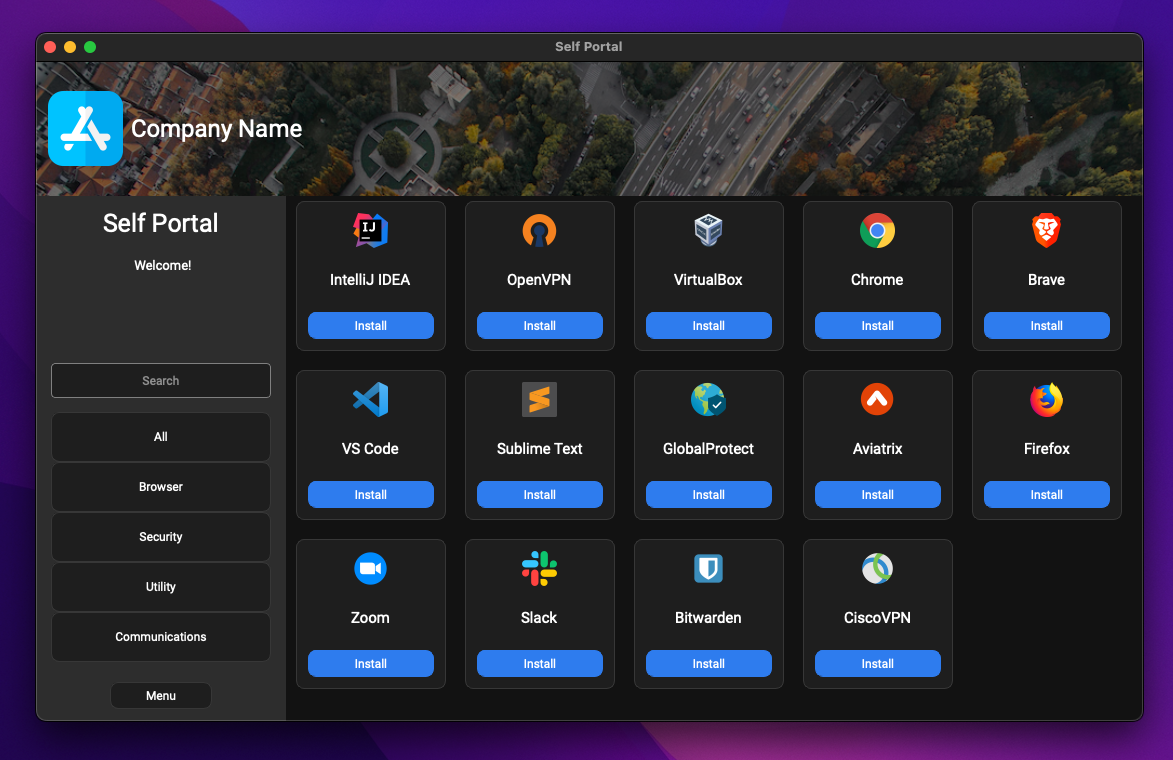 Self Portal
Company Name
Self Portal
Welcome!
Search
All
Browser
Security
Utility
Communications
Menu
IJ
IntelliJ IDEA
Install
OpenVPN
Install
VirtualBox
Install
Chrome
Install
Brave
Install
VS Code
Install
Sublime Text
Install
GlobalProtect
Install
Aviatrix
Install
Firefox
Install
Zoom
Install
Slack
Install
Bitwarden
Install
CiscoVPN
Install